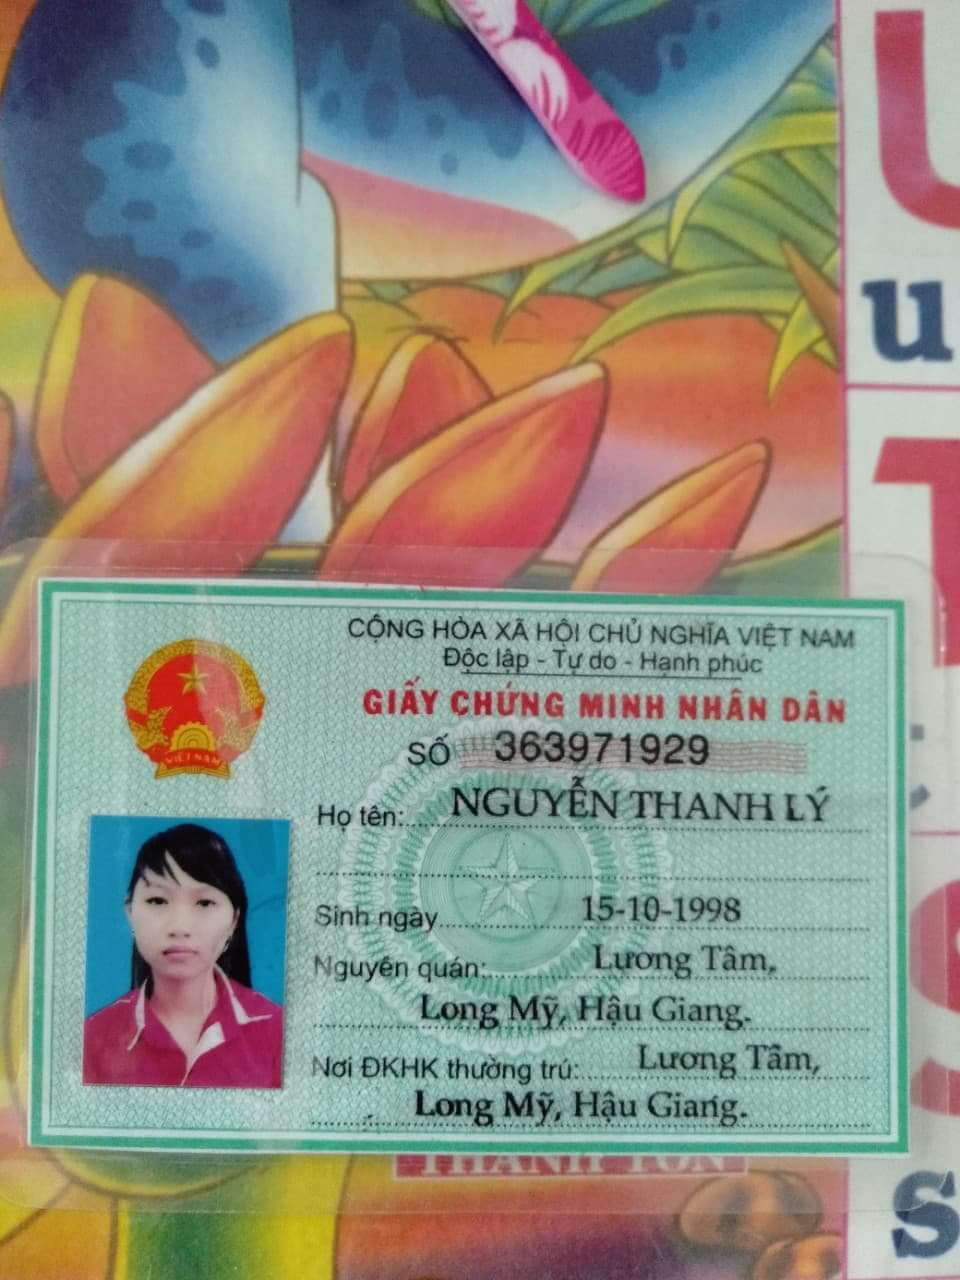 U
u
T
CỘNG HÒA XÃ HỘI CHỦ NGHĨA VIỆT NAM
Độc lập - Tự do - Hạnh phúc
GIẤY CHỨNG MINH NHÂN DÂN
SỐ 363971929
VIỆT NAM
Họ tên: NGUYỄN THANH LÝ
Sinh ngày 15-10-1998
Nguyên quán: Lương Tâm,
Long Mỹ, Hậu Giang.
Nơi ĐKHK thường trú: Lương Tâm,
Long Mỹ, Hậu Giang.
S
s